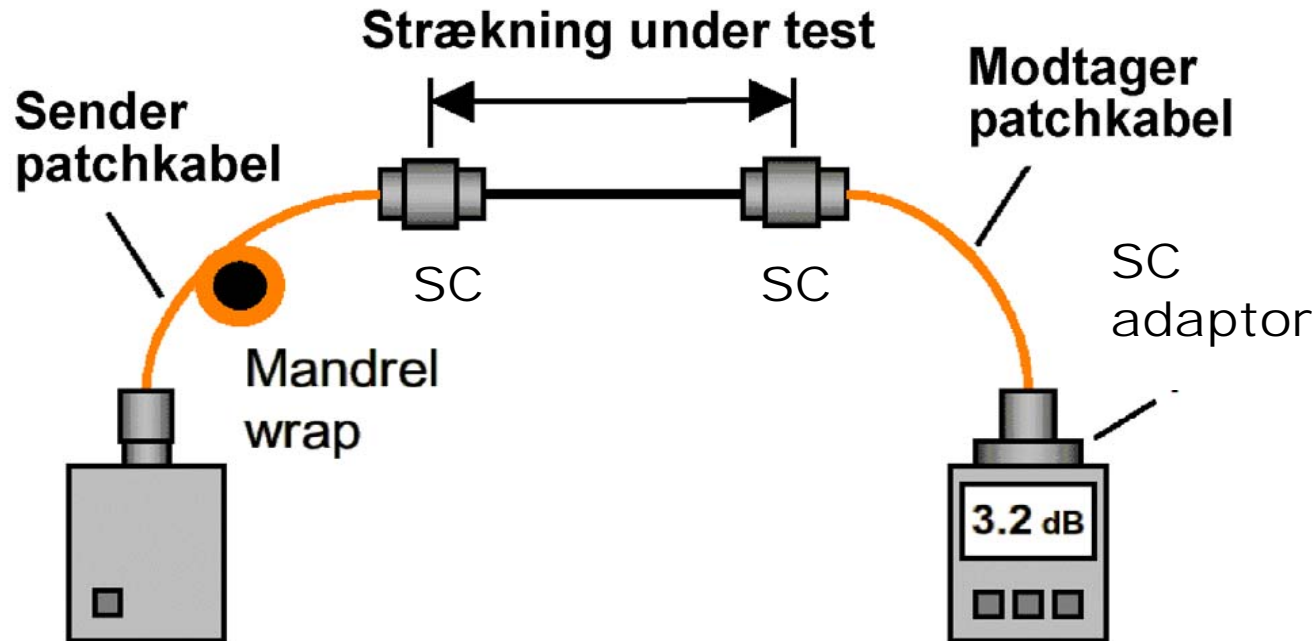 Strækning under test
Sender
patchkabel
Modtager
patchkabel
SC
SC
SC
adaptor
Mandrel
wrap
3.2 dB